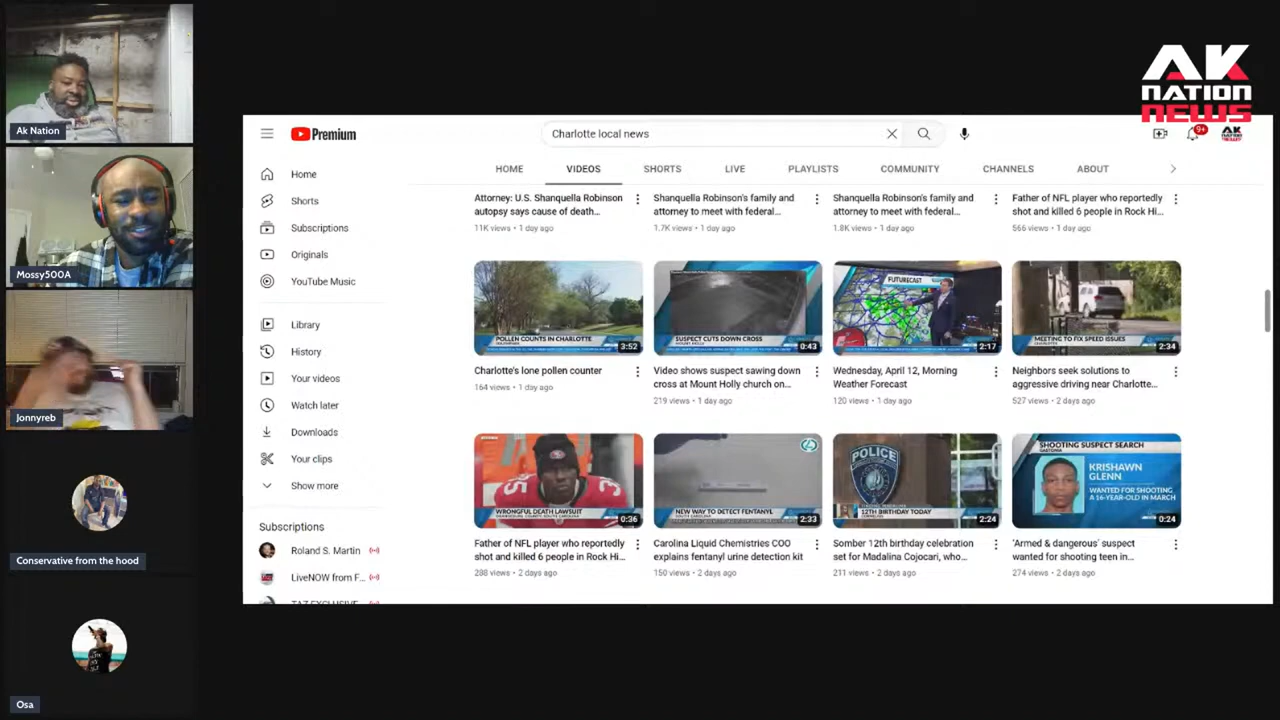 Ak Nation
Mossy500A
Jonnyreb
Conservative from the hood
Osa
AK
NATION
NEWS
Premium
Charlotte local news
9+
HOME
VIDEOS
SHORTS
LIVE
PLAYLISTS
COMMUNITY
CHANNELS
ABOUT
Home
Shorts
Subscriptions
Originals
YouTube Music
Library
History
Your videos
Watch later
Downloads
Your clips
Show more
Subscriptions
Roland S. Martin
LiveNOW from F...
TAZ EXCLUSIVE
Attorney: U.S. Shanquella Robinson
autopsy says cause of death...
11K views • 1 day ago
Shanquella Robinson's family and
attorney to meet with federal...
1.7K views • 1 day ago
Shanquella Robinson's family and
attorney to meet with federal...
1.8K views • 1 day ago
Father of NFL player who reportedly
shot and killed 6 people in Rock Hi...
566 views • 1 day ago
POLLEN COUNTS IN CHARLOTTE
3:52
Charlotte's lone pollen counter
164 views • 1 day ago
SUSPECT CUTS DOWN CROSS
0:43
Video shows suspect sawing down
cross at Mount Holly church on...
219 views • 1 day ago
FUTURECAST
2:17
Wednesday, April 12, Morning
Weather Forecast
120 views • 1 day ago
MEETING TO FIX SPEED ISSUES
2:34
Neighbors seek solutions to
aggressive driving near Charlotte...
527 views • 2 days ago
WRONGFUL DEATH LAWSUIT
0:36
Father of NFL player who reportedly
shot and killed 6 people in Rock Hi...
288 views • 2 days ago
NEW WAY TO DETECT FENTANYL
2:33
Carolina Liquid Chemistries COO
explains fentanyl urine detection kit
150 views • 2 days ago
POLICE
12TH BIRTHDAY TODAY
2:24
Somber 12th birthday celebration
set for Madalina Cojocari, who...
211 views • 2 days ago
SHOOTING SUSPECT SEARCH
GASTONIA
KRISHAWN
GLENN
WANTED FOR SHOOTING
A 16-YEAR-OLD IN MARCH
0:24
'Armed & dangerous' suspect
wanted for shooting teen in...
274 views • 2 days ago